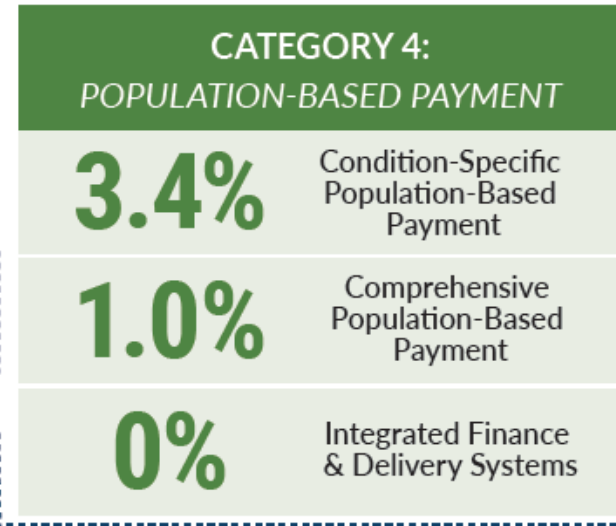 CATEGORY 4:
POPULATION-BASED PAYMENT
3.4%
Condition-Specific
Population-Based
Payment
1.0%
Comprehensive
Population-Based
Payment
0%
Integrated Finance
& Delivery Systems